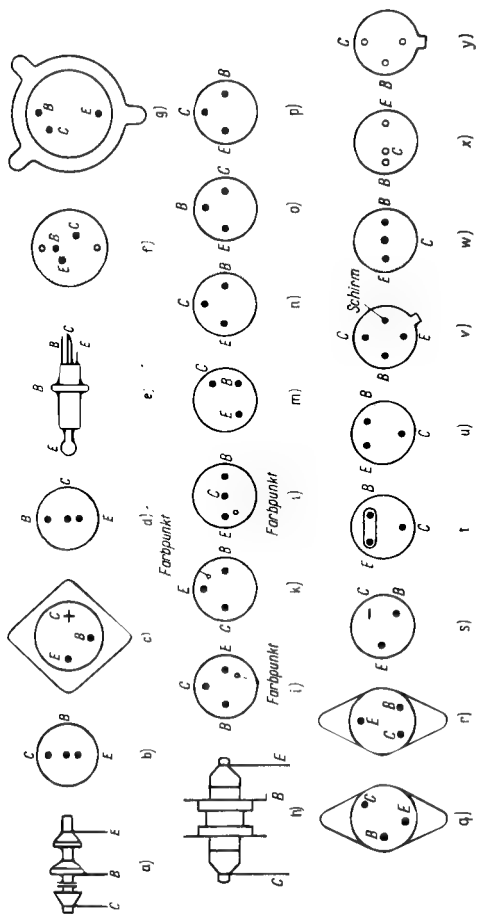 C B E
a)
C B E
b)
E C + B
c)
B C E
d)
B
E B C E
e)
E B C
f)
B C E
g)
C B E
h)
C B E
Farbpunkt
i)
Farbpunkt
E C B
k)
E C B
Farbpunkt
l)
C E B
m)
C E B
n)
B E C
o)
C E B
p)
B C E
q)
E C B
r)
C − E B
s)
E B C
t
E B C
u)
C Schirm B E
v)
E B C
w)
B C E
x)
C B
y)